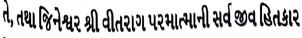 તે, તથા જિનેશ્વર શ્રી વીતરાગ પરમાત્માની સર્વ જીવ હિતકાર